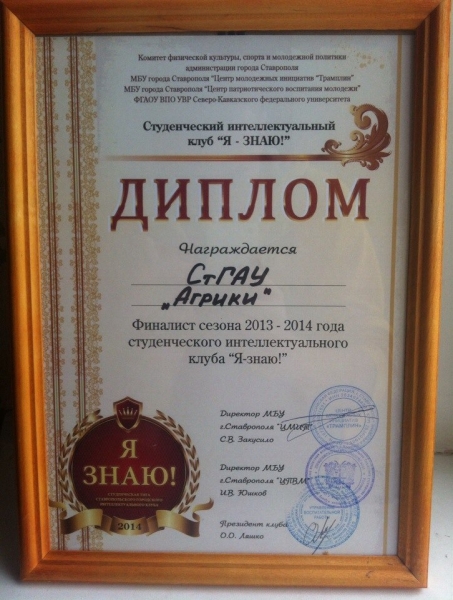 Комитет физической культуры, спорта и молодежной политики
администрации города Ставрополя
МБУ города Ставрополя "Центр молодежных инициатив "Трамплин"
МБУ города Ставрополя "Центр патриотического воспитания молодежи"
ФГАОУ ВПО УВР Северо-Кавказского федерального университета
Студенческий интеллектуальный
клуб "Я - ЗНАЮ!"
ДИПЛОМ
Награждается
СтГАУ
„Агрики"
Финалист сезона 2013 - 2014 года
студенческого интеллектуального
клуба "Я-знаю!"
Директор МБУ
г.Ставрополя "ЦМИТ"
С.В. Закусило
Директор МБУ
г.Ставрополя "ЦПВМ"
И.В. Юшков
Президент клуба
О.О. Ляшко
Я
ЗНАЮ!
2014